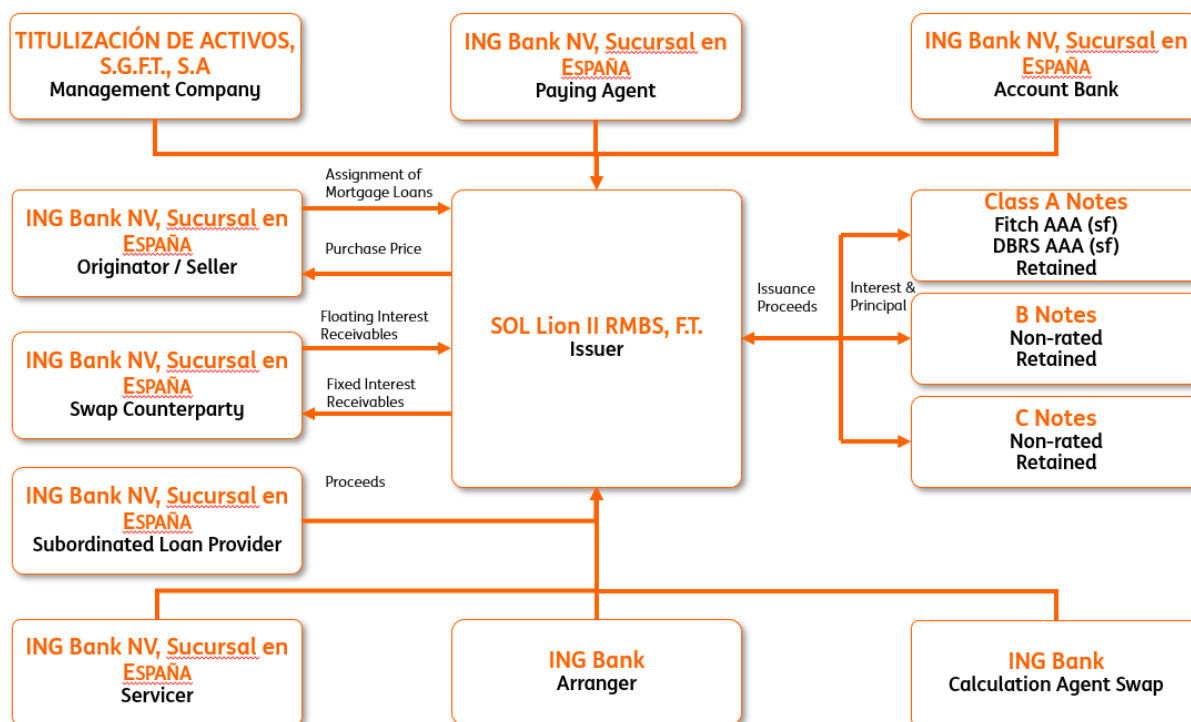 TITULIZACIÓN DE ACTIVOS,
S.G.F.T., S.A
Management Company
ING Bank NV, Sucursal en
ESPAÑA
Paying Agent
ING Bank NV, Sucursal en
ESPAÑA
Account Bank
ING Bank NV, Sucursal en
ESPAÑA
Originator / Seller
Assignment of
Mortgage Loans
Purchase Price
ING Bank NV, Sucursal en
ESPAÑA
Swap Counterparty
Floating Interest
Receivables
Fixed Interest
Receivables
ING Bank NV, Sucursal en
ESPAÑA
Subordinated Loan Provider
Proceeds
SOL Lion II RMBS, F.T.
Issuer
Issuance
Proceeds
Interest &
Principal
Class A Notes
Fitch AAA (sf)
DBRS AAA (sf)
Retained
B Notes
Non-rated
Retained
C Notes
Non-rated
Retained
ING Bank NV, Sucursal en
ESPAÑA
Servicer
ING Bank
Arranger
ING Bank
Calculation Agent Swap